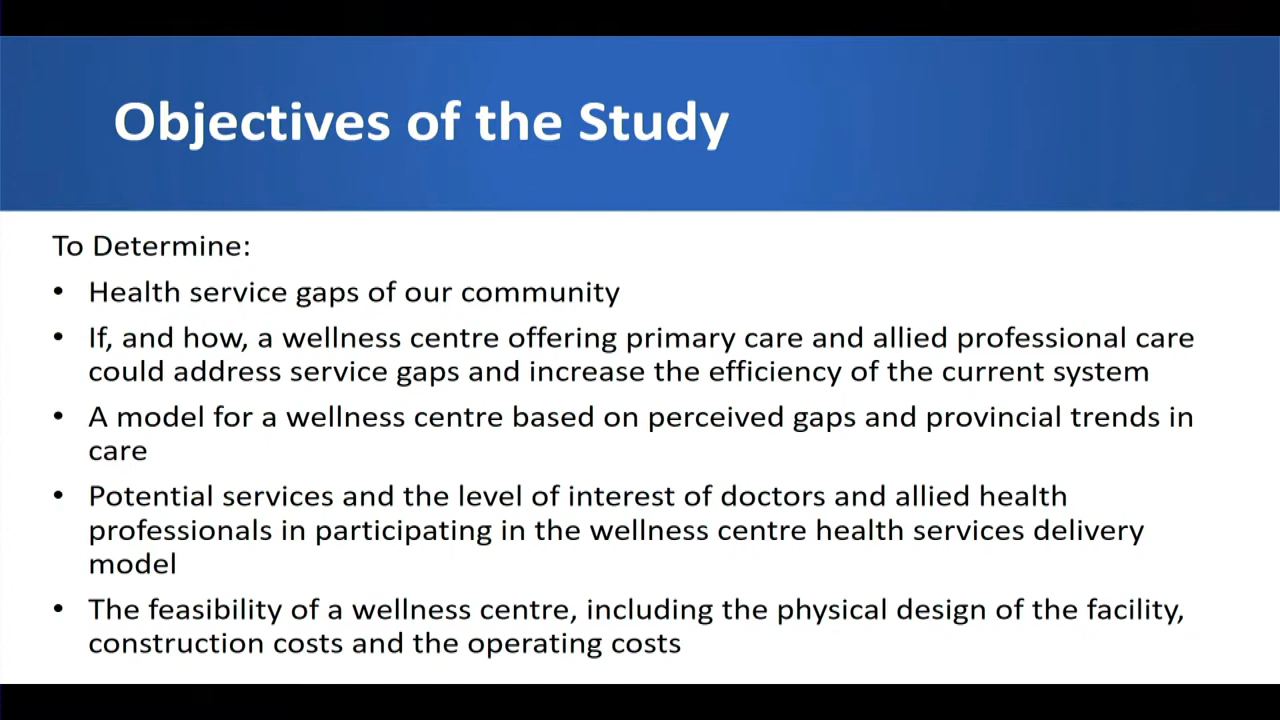 Objectives of the Study
To Determine:
• Health service gaps of our community
• If, and how, a wellness centre offering primary care and allied professional care
could address service gaps and increase the efficiency of the current system
• A model for a wellness centre based on perceived gaps and provincial trends in
care
• Potential services and the level of interest of doctors and allied health
professionals in participating in the wellness centre health services delivery
model
• The feasibility of a wellness centre, including the physical design of the facility,
construction costs and the operating costs